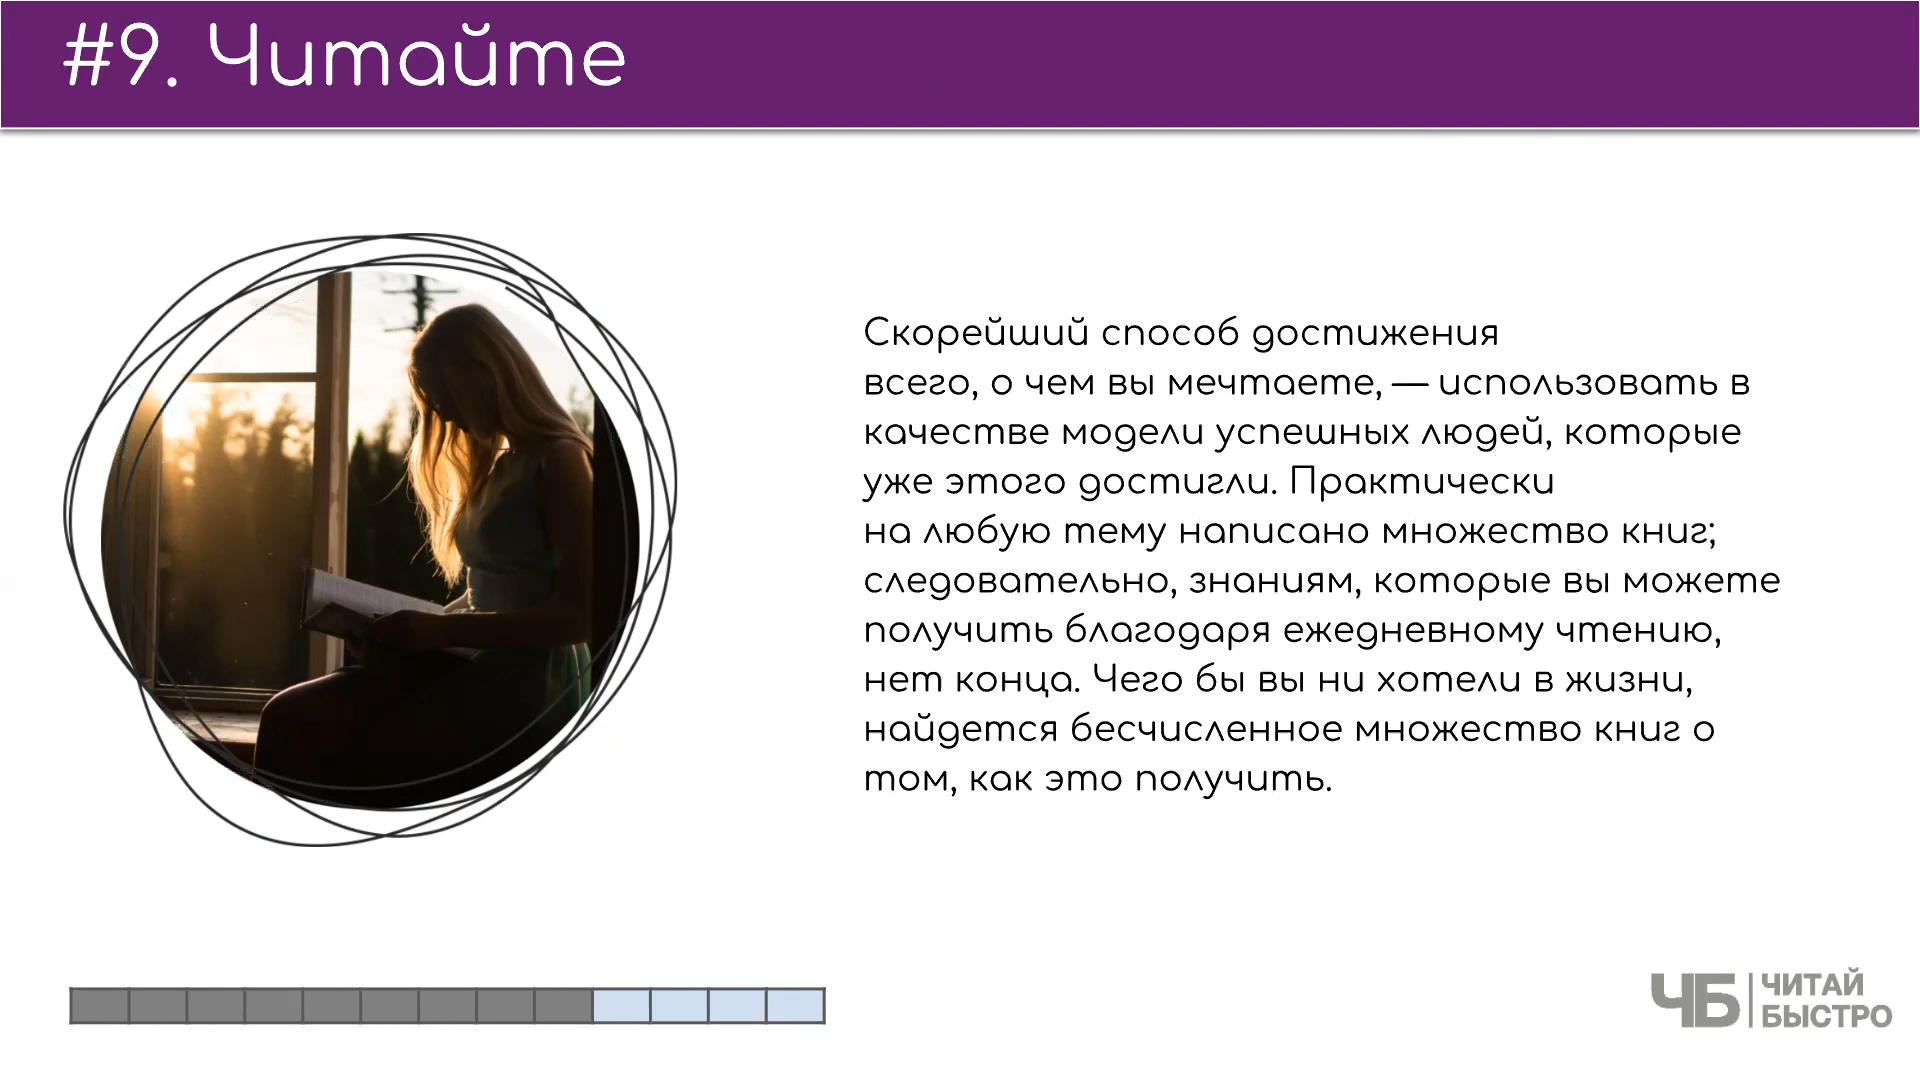 #9. Читайте
Скорейший способ достижения
всего, о чем вы мечтаете, — использовать в
качестве модели успешных людей, которые
уже этого достигли. Практически
на любую тему написано множество книг;
следовательно, знаниям, которые вы можете
получить благодаря ежедневному чтению,
нет конца. Чего бы вы ни хотели в жизни,
найдется бесчисленное множество книг о
том, как это получить.
ЧБ
ЧИТАЙ
БЫСТРО